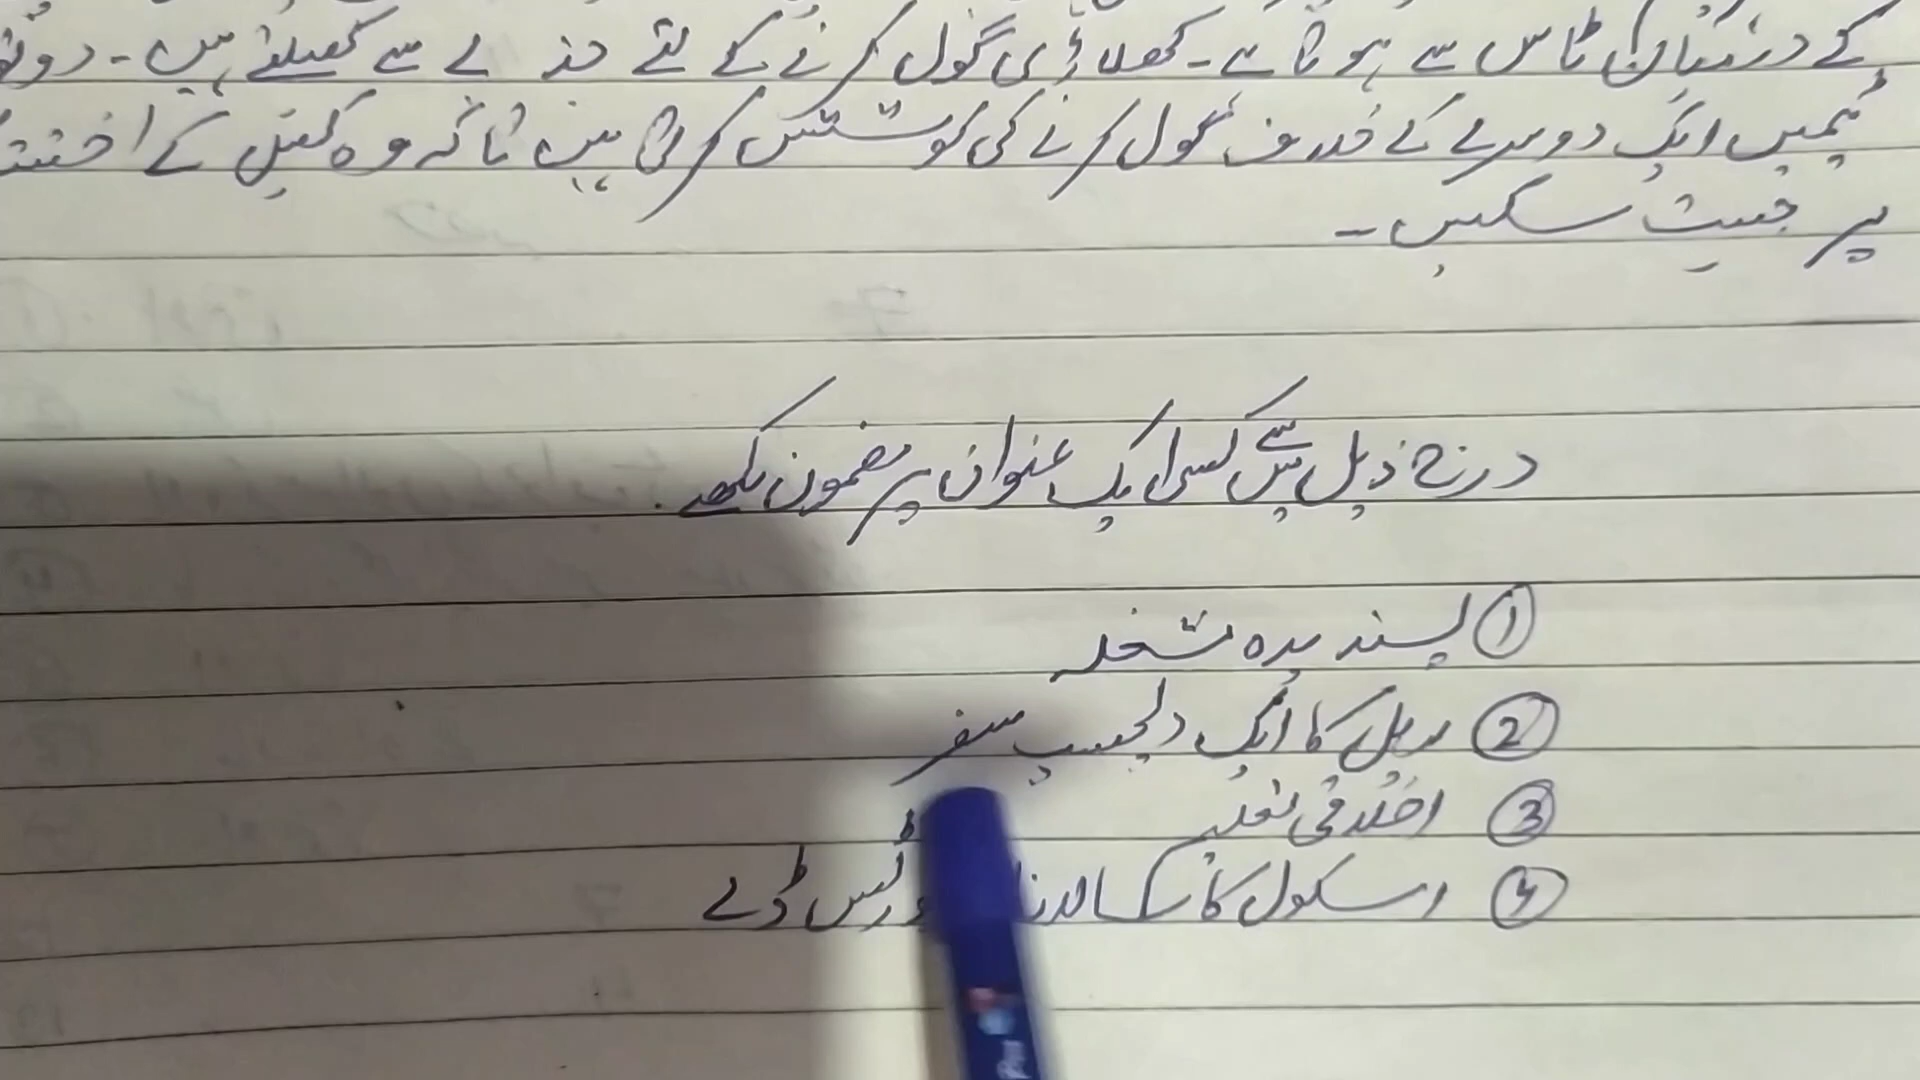 کے درمیان ٹاس سے ہوتا ہے۔ کھلاڑی گول کرنے کے لئے جذبے سے کھیلتے ہیں۔
ٹیمیں ایک دوسرے کے خلاف گول کرنے کی کوشش کرتی ہیں تاکہ وہ کھیل کے
پر جیت سکیں۔
درج ذیل میں سے کسی ایک عنوان پر مضمون لکھے۔
① پسندیدہ مشغلہ
② ریل کا ایک دلچسپ سفر
③ اخلاقی تعلیم
④ اسکول کا سالانہ ڈے
Pro